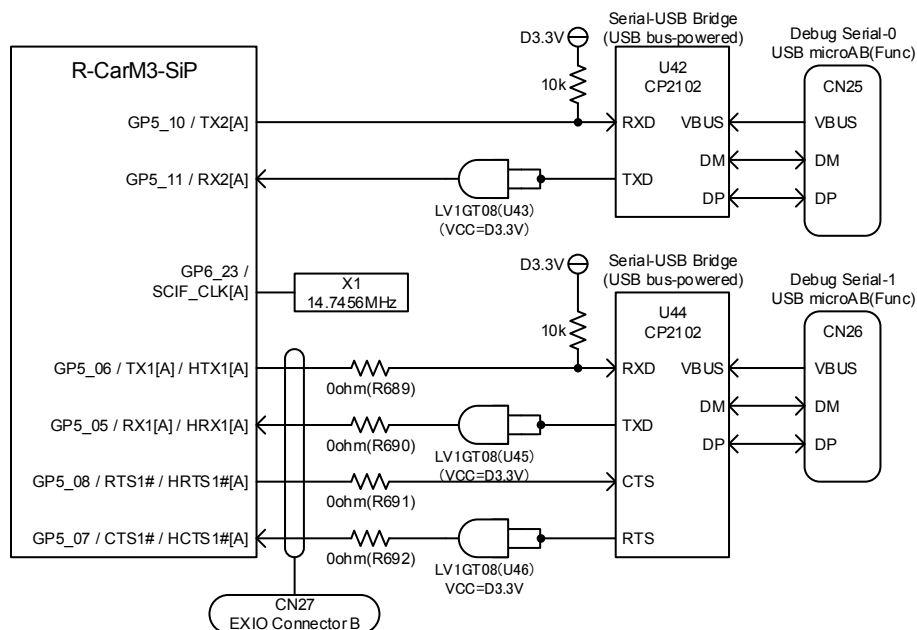 Serial-USB Bridge
(USB bus-powered)
Debug Serial-0
USB microAB(Func)
D3.3V
R-CarM3-SiP
10k
U42
CP2102
CN25
GP5_10 / TX2[A]
RXD
VBUS
VBUS
GP5_11 / RX2[A]
TXD
DM
DM
DP
DP
LV1GT08(U43)
(VCC=D3.3V)
GP6_23 /
SCIF_CLK[A]
X1
14.7456MHz
Serial-USB Bridge
(USB bus-powered)
Debug Serial-1
USB microAB(Func)
D3.3V
10k
U44
CP2102
CN26
GP5_06 / TX1[A] / HTX1[A]
0ohm(R689)
RXD
VBUS
VBUS
GP5_05 / RX1[A] / HRX1[A]
0ohm(R690)
LV1GT08(U45)
(VCC=D3.3V)
TXD
DM
DM
DP
DP
GP5_08 / RTS1# / HRTS1#[A]
0ohm(R691)
CTS
GP5_07 / CTS1# / HCTS1#[A]
0ohm(R692)
LV1GT08(U46)
VCC=D3.3V
RTS
CN27
EXIO Connector B